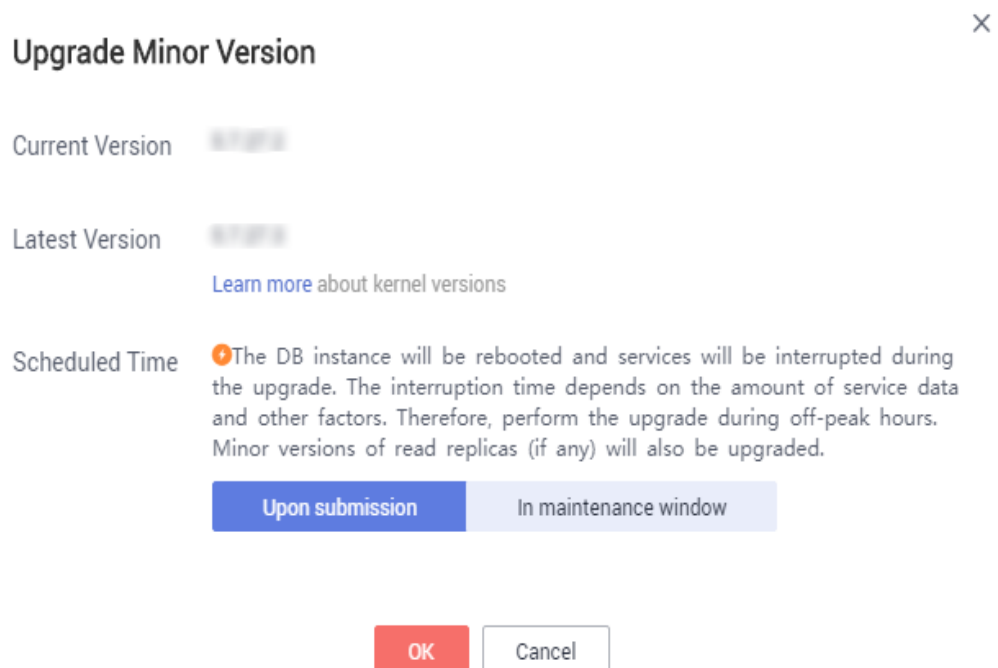 Upgrade Minor Version
Current Version
Latest Version
Learn more about kernel versions
Scheduled Time
The DB instance will be rebooted and services will be interrupted during
the upgrade. The interruption time depends on the amount of service data
and other factors. Therefore, perform the upgrade during off-peak hours.
Minor versions of read replicas (if any) will also be upgraded.
Upon submission
In maintenance window
OK
Cancel